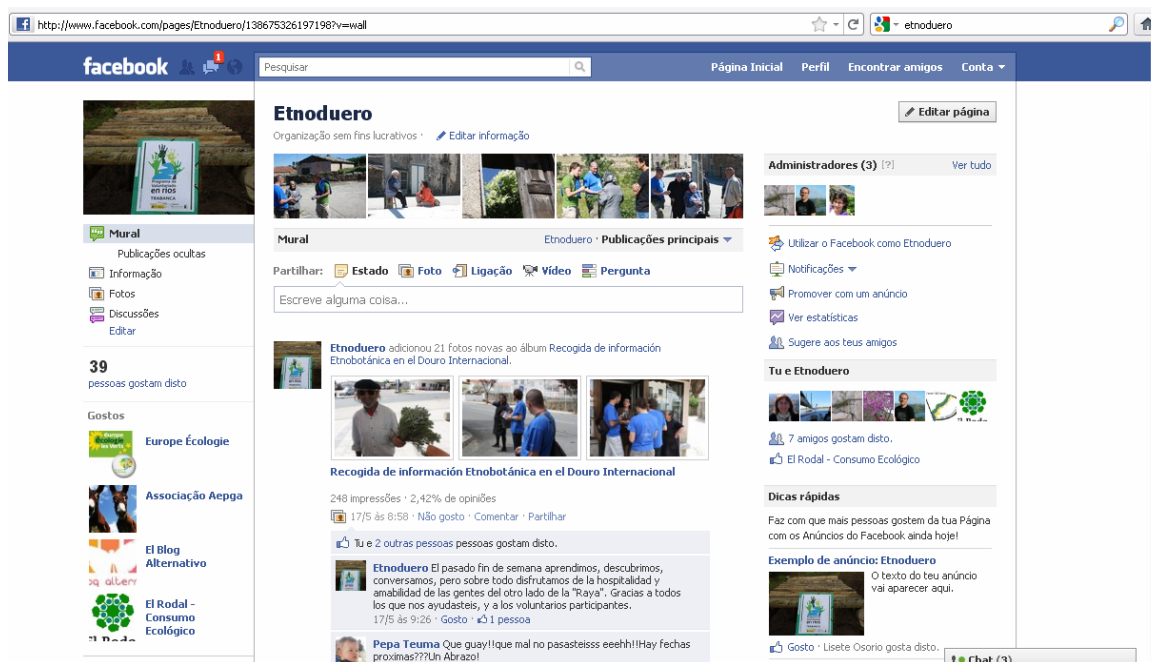 http://www.facebook.com/pages/Etnoduero/138675326197198?v=wall
etnoduero
facebook
1
Pesquisar
Página Inicial
Perfil
Encontrar amigos
Conta
en rios
TRABANCA
Mural
Publicações ocultas
Informação
Fotos
Discussões
Editar
39
pessoas gostam disto
Gostos
Europe Écologie
Associação Aepga
El Blog
Alternativo
El Rodal -
Consumo
Ecológico
Etnoduero
Organização sem fins lucrativos · Editar informação
Mural
Etnoduero · Publicações principais
Partilhar: Estado Foto Ligação Vídeo Pergunta
Escreve alguma coisa...
Etnoduero adicionou 21 fotos novas ao álbum Recogida de información
Etnobotánica en el Douro Internacional.
Recogida de información Etnobotánica en el Douro Internacional
248 impressões · 2,42% de opiniões
17/5 às 8:58 · Não gosto · Comentar · Partilhar
Tu e 2 outras pessoas pessoas gostam disto.
Etnoduero El pasado fin de semana aprendimos, descubrimos,
conversamos, pero sobre todo disfrutamos de la hospitalidad y
amabilidad de las gentes del otro lado de la "Raya". Gracias a todos
los que nos ayudasteis, y a los voluntarios participantes.
17/5 às 9:26 · Gosto · 1 pessoa
Pepa Teuma Que guay!!que mal no pasasteisss eeehh!!Hay fechas
proximas???Un Abrazo!
Editar página
Administradores (3) [?]
Ver tudo
Utilizar o Facebook como Etnoduero
Notificações
Promover com um anúncio
Ver estatísticas
Sugere aos teus amigos
Tu e Etnoduero
7 amigos gostam disto.
El Rodal - Consumo Ecológico
Dicas rápidas
Faz com que mais pessoas gostem da tua Página
com os Anúncios do Facebook ainda hoje!
Exemplo de anúncio: Etnoduero
O texto do teu anúncio
vai aparecer aqui.
Gosto · Lisete Osorio gosta disto.
Chat (3)